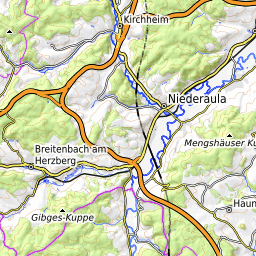 Kirchheim
Niederaula
Mengshäuser Ku
Breitenbach am
Herzberg
Haun
Gibges-Kuppe